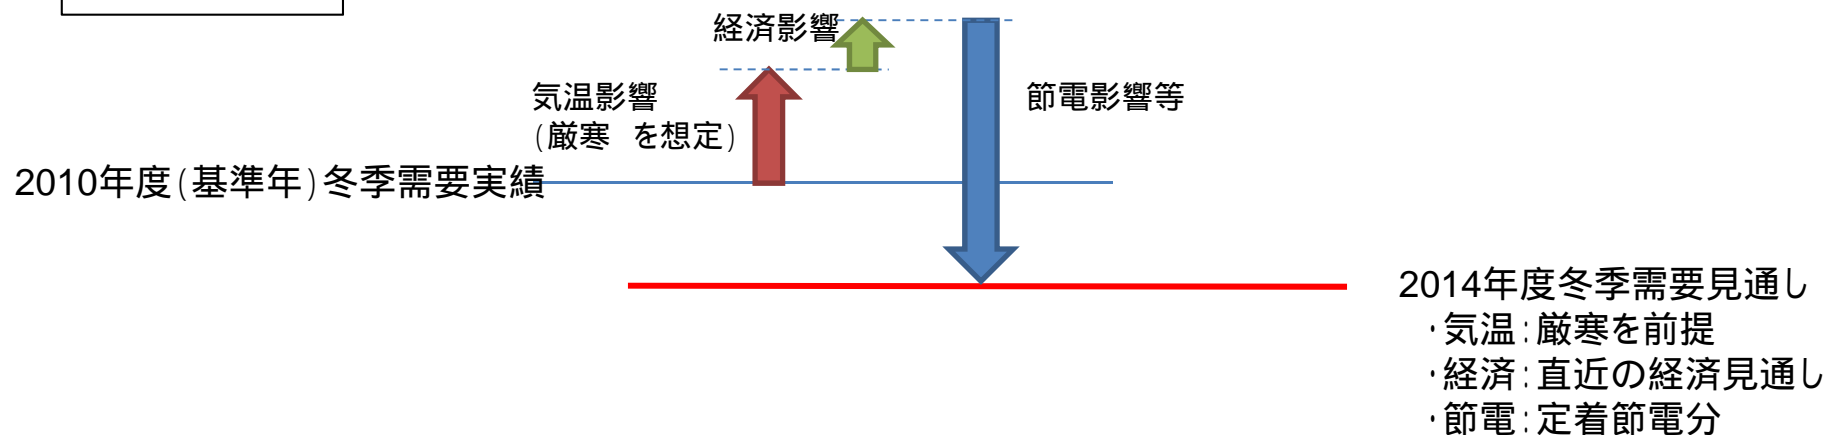 経済影響
気温影響
(厳寒 を想定)
節電影響等
2010年度(基準年)冬季需要実績
2014年度冬季需要見通し
・気温:厳寒を前提
・経済:直近の経済見通し
・節電:定着節電分